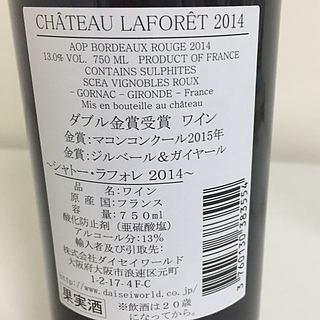 CHÂTEAU LAFORÊT 2014
AOP BORDEAUX ROUGE 2014
13.0% VOL. 750 ML PRODUCT OF FRANCE
CONTAINS SULPHITES
SCEA VIGNOBLES ROUX
- GORNAC - GIRONDE - France
Mis en bouteille au château
ダブル金賞受賞 ワイン
金賞:マコンコンクール2015年
金賞:ジルベール&ガイヤール
~シャトー・ラフォレ 2014~
品名:ワイン
原産国:フランス
容量:750㎖
酸化防止剤(亜硫酸塩)
アルコール分:13%
輸入者及び引取先:
株式会社ダイセイワールド
大阪府大阪市浪速区元町
1-2-17-4F-C
http://www.daiseiworld.co.jp/
果実酒
※飲酒は20歳
になってから。
3760130383554